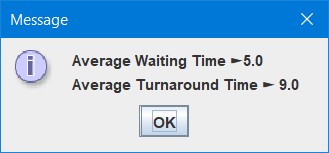 Message
Average Waiting Time ►5.0
Average Turnaround Time ► 9.0
OK